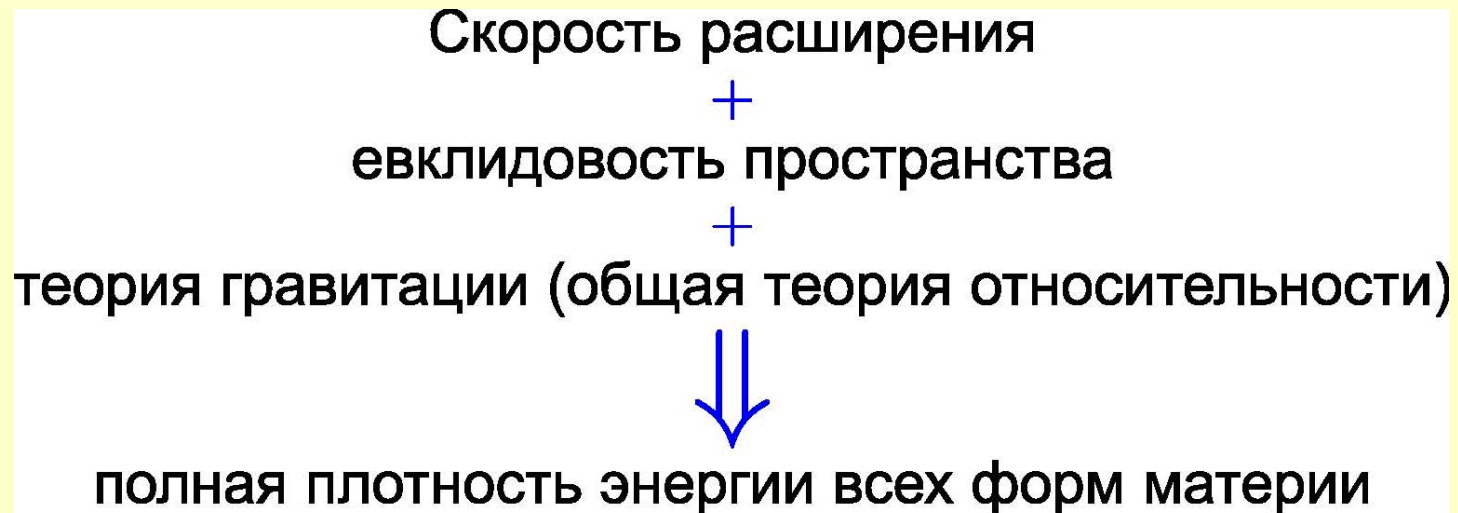 Скорость расширения
+
евклидовость пространства
+
теория гравитации (общая теория относительности)
⇓
полная плотность энергии всех форм материи